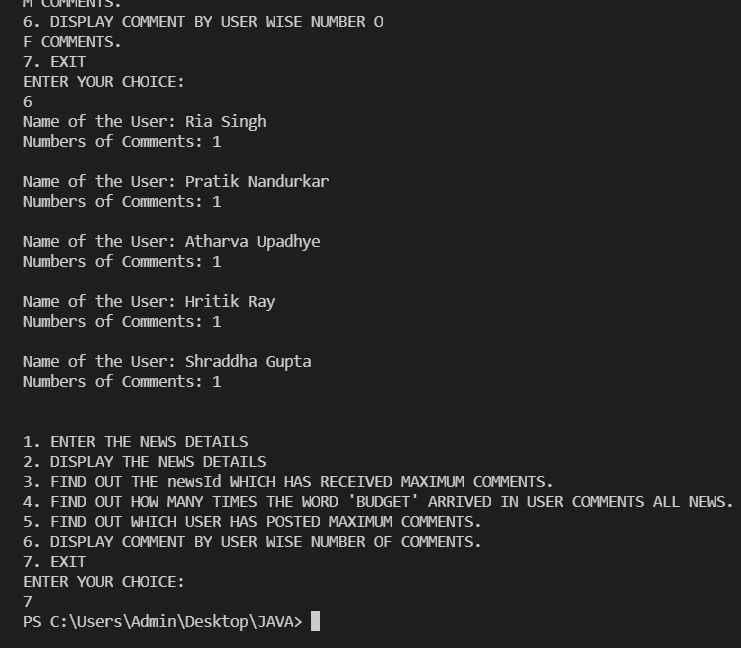 M COMMENTS.
6. DISPLAY COMMENT BY USER WISE NUMBER O
F COMMENTS.
7. EXIT
ENTER YOUR CHOICE:
6
Name of the User: Ria Singh
Numbers of Comments: 1
Name of the User: Pratik Nandurkar
Numbers of Comments: 1
Name of the User: Atharva Upadhye
Numbers of Comments: 1
Name of the User: Hritik Ray
Numbers of Comments: 1
Name of the User: Shraddha Gupta
Numbers of Comments: 1
1. ENTER THE NEWS DETAILS
2. DISPLAY THE NEWS DETAILS
3. FIND OUT THE newsId WHICH HAS RECEIVED MAXIMUM COMMENTS.
4. FIND OUT HOW MANY TIMES THE WORD 'BUDGET' ARRIVED IN USER COMMENTS ALL NEWS.
5. FIND OUT WHICH USER HAS POSTED MAXIMUM COMMENTS.
6. DISPLAY COMMENT BY USER WISE NUMBER OF COMMENTS.
7. EXIT
ENTER YOUR CHOICE:
7
PS C:\Users\Admin\Desktop\JAVA>